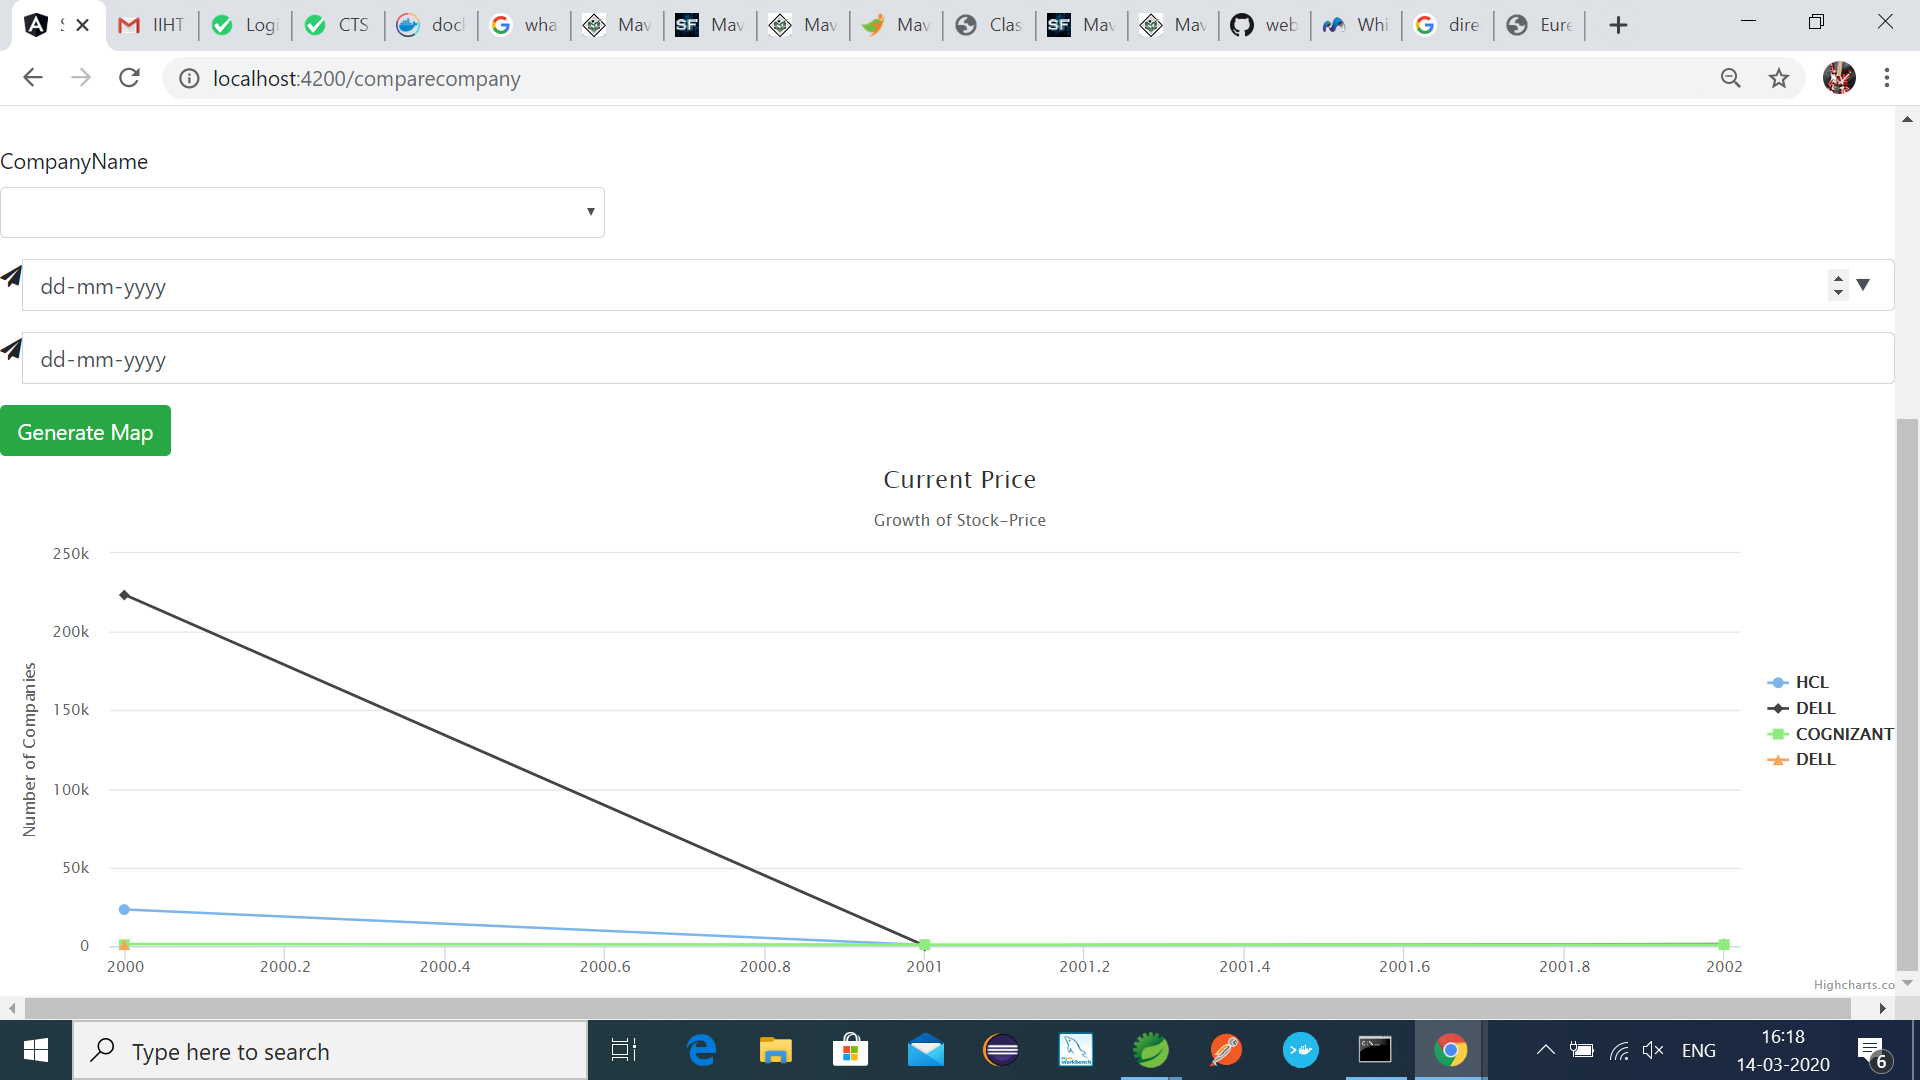 IIHT
Logi
CTS
doc
wha
Mav
Mav
Mav
Mav
Clas
Mav
Mav
web
Whi
dire
Eure
localhost:4200/comparecompany
CompanyName
dd-mm-yyyy
dd-mm-yyyy
Generate Map
Current Price
Growth of Stock-Price
Number of Companies
250k
200k
150k
100k
50k
0
2000 2000.2 2000.4 2000.6 2000.8 2001 2001.2 2001.4 2001.6 2001.8 2002
HCL
DELL
COGNIZANT
DELL
Highcharts.co
Type here to search
ENG
16:18
14-03-2020
6